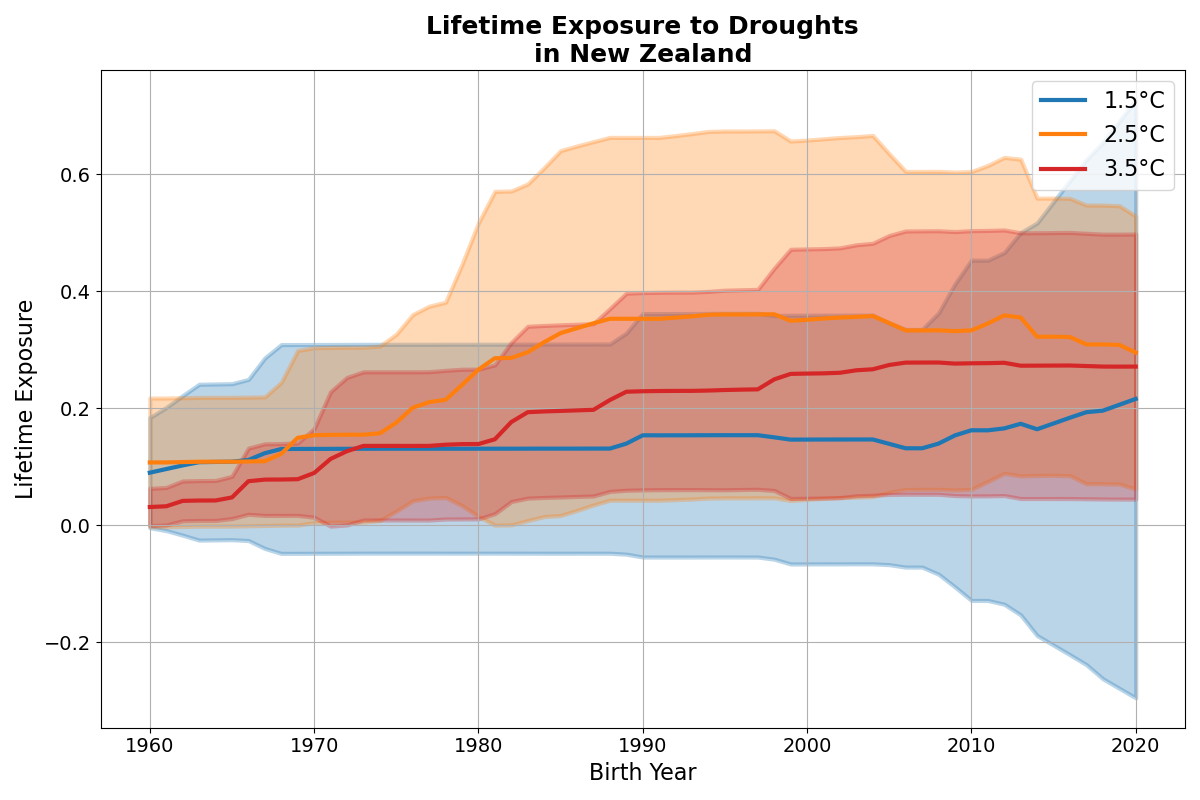 Lifetime Exposure to Droughts
in New Zealand
1.5°C
2.5°C
3.5°C
Lifetime Exposure
0.6
0.4
0.2
0.0
−0.2
1960 1970 1980 1990 2000 2010 2020
Birth Year